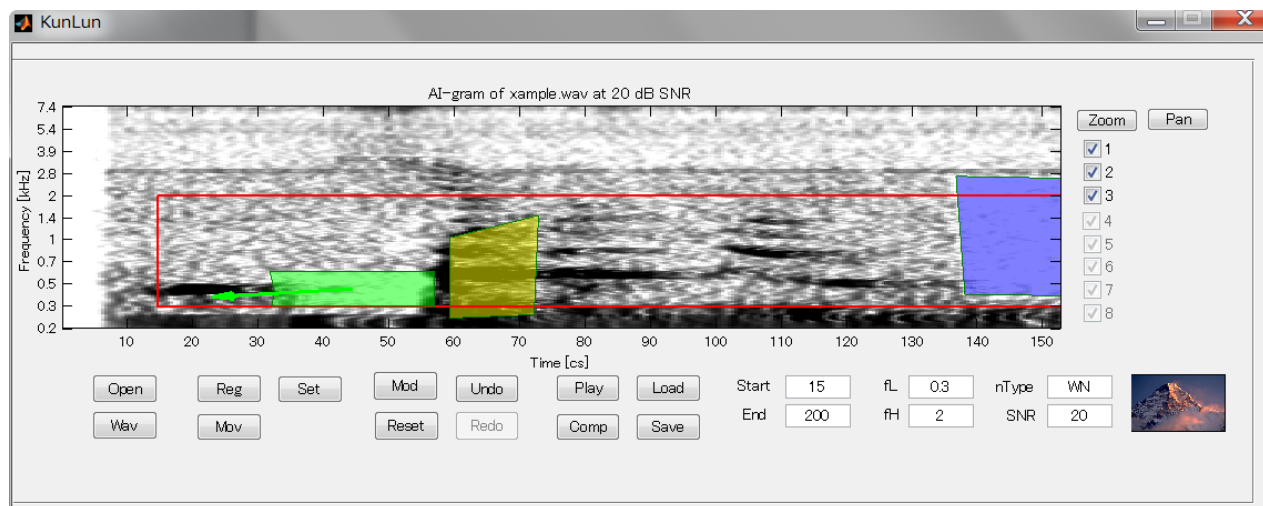 KunLun
AI-gram of xample.wav at 20 dB SNR
7.4
5.4
3.9
2.8
2
1.4
1
0.7
0.5
0.3
0.2
Frequency [kHz]
10 20 30 40 50 60 70 80 90 100 110 120 130 140 150
Time [cs]
Zoom Pan
1
2
3
4
5
6
7
8
Open Reg Set Mod Undo Play Load Start 15 fL 0.3 nType WN
Wav Mov Reset Redo Comp Save End 200 fH 2 SNR 20